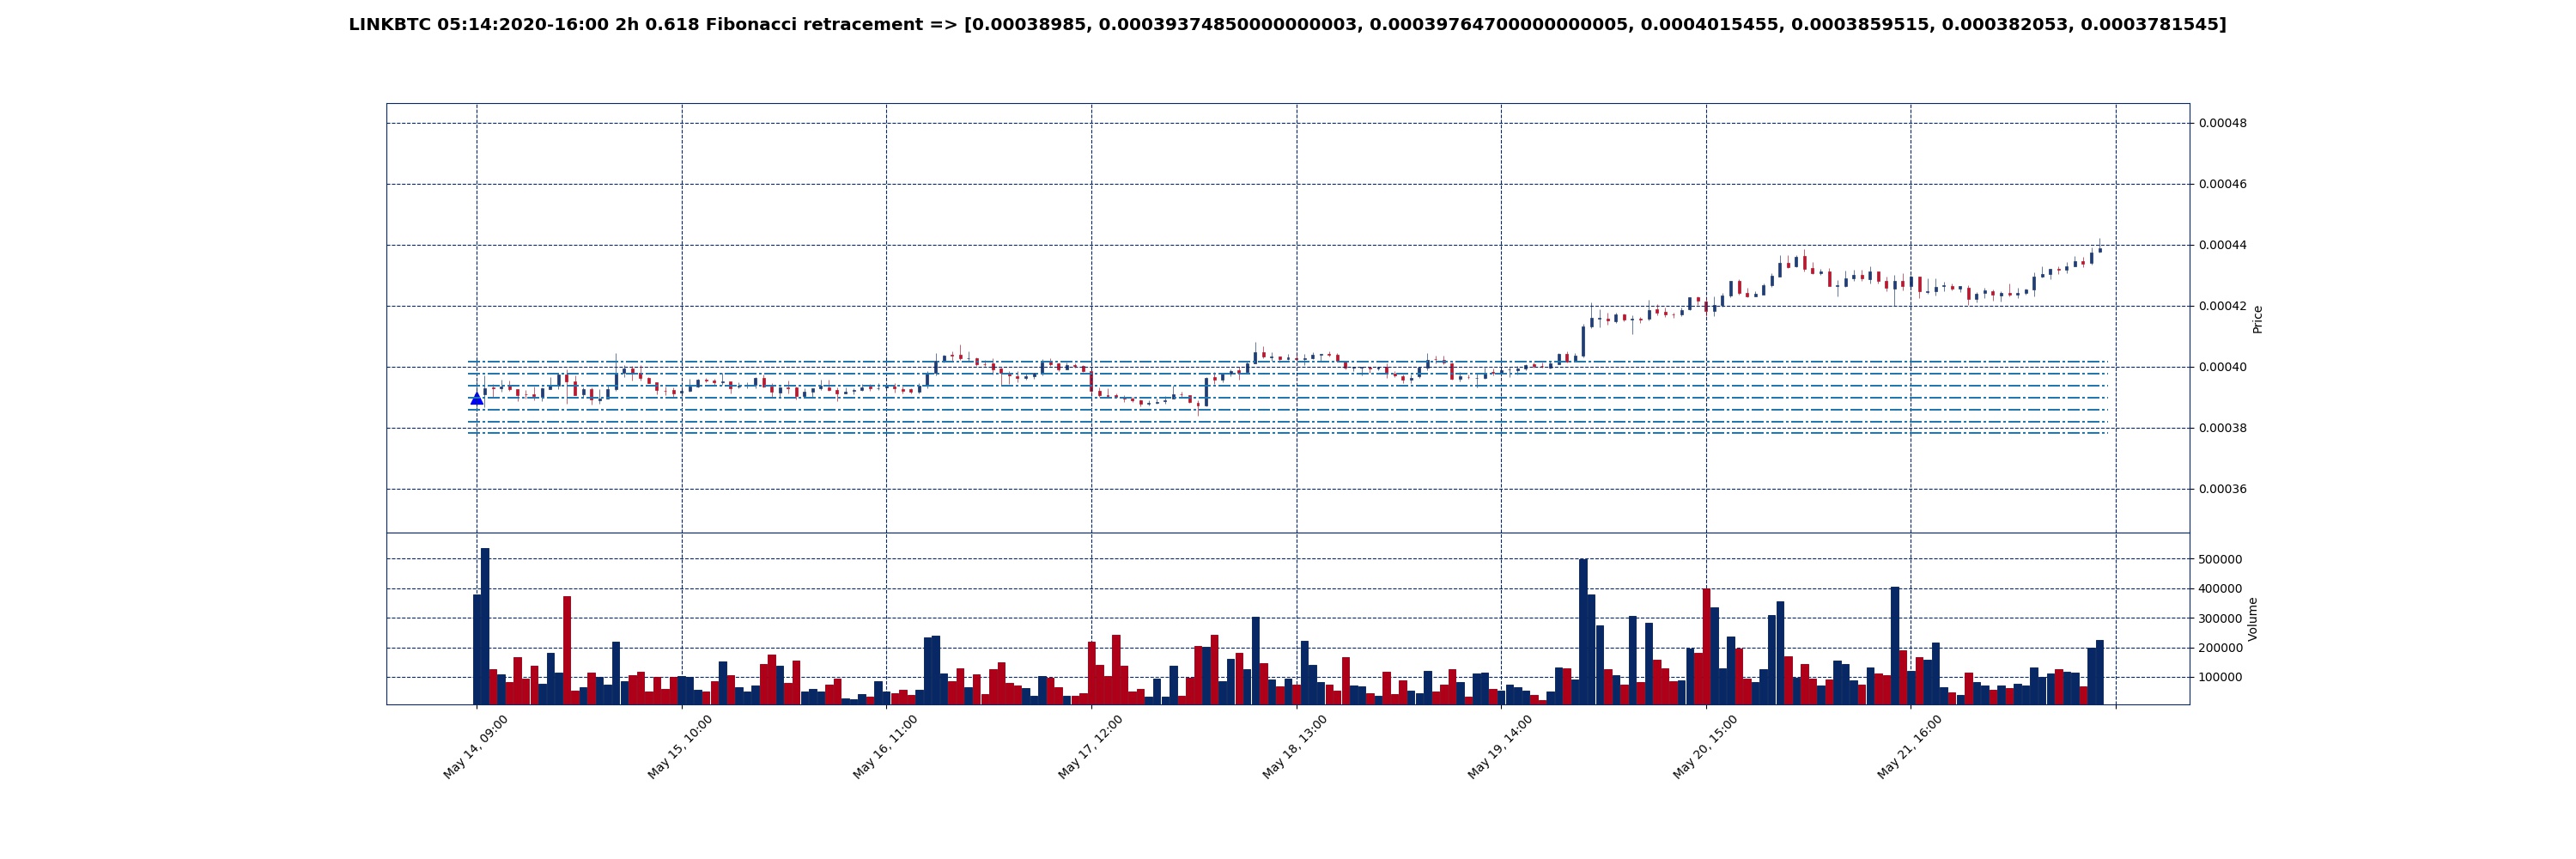 LINKBTC 05:14:2020-16:00 2h 0.618 Fibonacci retracement => [0.00038985, 0.00039374850000000003, 0.00039764700000000005, 0.0004015455, 0.0003859515, 0.000382053, 0.0003781545]
0.00048
0.00046
0.00044
0.00042
0.00040
0.00038
0.00036
Price
500000
400000
300000
200000
100000
Volume
May 14, 09:00
May 15, 10:00
May 16, 11:00
May 17, 12:00
May 18, 13:00
May 19, 14:00
May 20, 15:00
May 21, 16:00